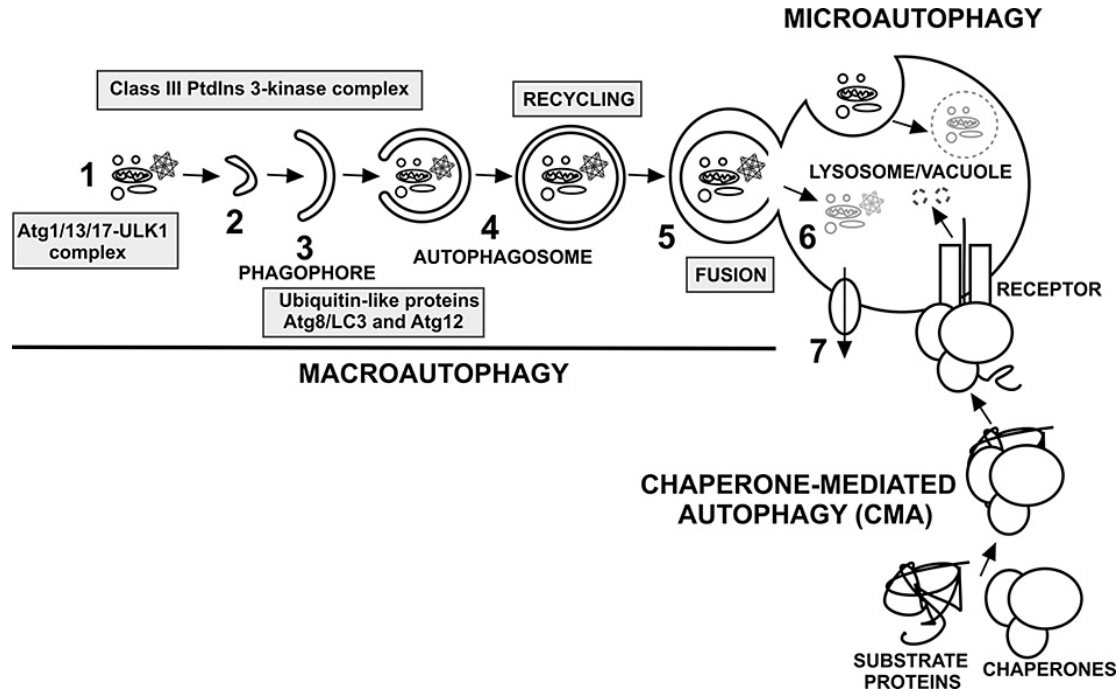 MICROAUTOPHAGY
Class III PtdIns 3-kinase complex
RECYCLING
1
2
3
4
5
6
7
Atg1/13/17-ULK1
complex
PHAGOPHORE
AUTOPHAGOSOME
Ubiquitin-like proteins
Atg8/LC3 and Atg12
FUSION
LYSOSOME/VACUOLE
RECEPTOR
MACROAUTOPHAGY
CHAPERONE-MEDIATED
AUTOPHAGY (CMA)
SUBSTRATE
PROTEINS
CHAPERONES